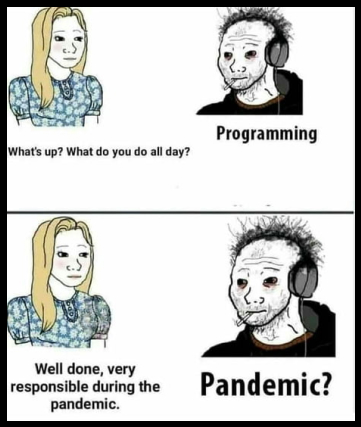 What's up? What do you do all day?
Programming
Well done, very
responsible during the
pandemic.
Pandemic?